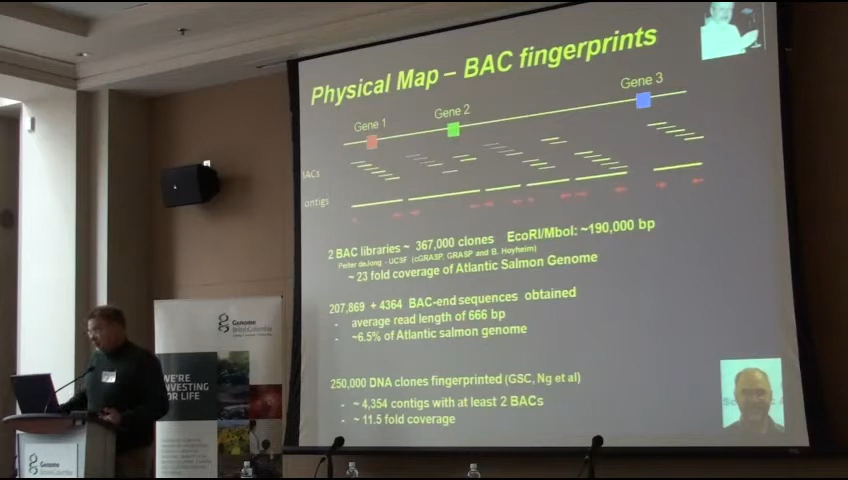 Physical Map – BAC fingerprints
Gene 1
Gene 2
Gene 3
BACs
ontigs
2 BAC libraries ~ 367,000 clones EcoRI/MboI: ~190,000 bp
Peiter deJong - UCSF (cGRASP, GRASP and B. Hoyheim)
~ 23 fold coverage of Atlantic Salmon Genome
207,869 + 4364 BAC-end sequences obtained
- average read length of 666 bp
- ~6.5% of Atlantic salmon genome
250,000 DNA clones fingerprinted (GSC, Ng et al)
- ~ 4,354 contigs with at least 2 BACs
- ~ 11.5 fold coverage
Genome
BritishColumbia
WE'RE
INVESTING
FOR LIFE
Genome